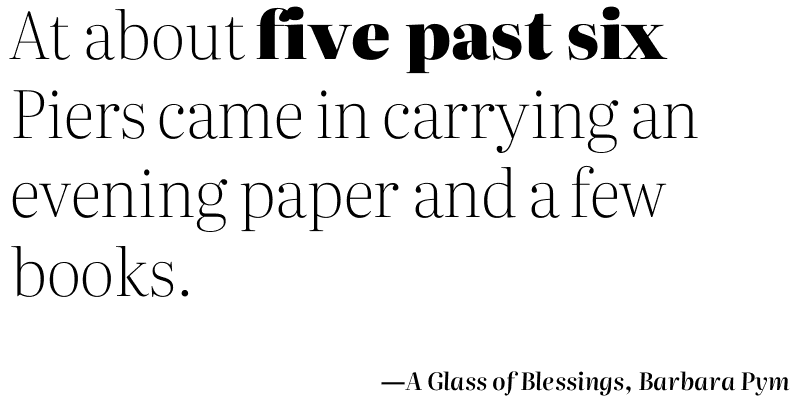 At about five past six
Piers came in carrying an
evening paper and a few
books.
—A Glass of Blessings, Barbara Pym